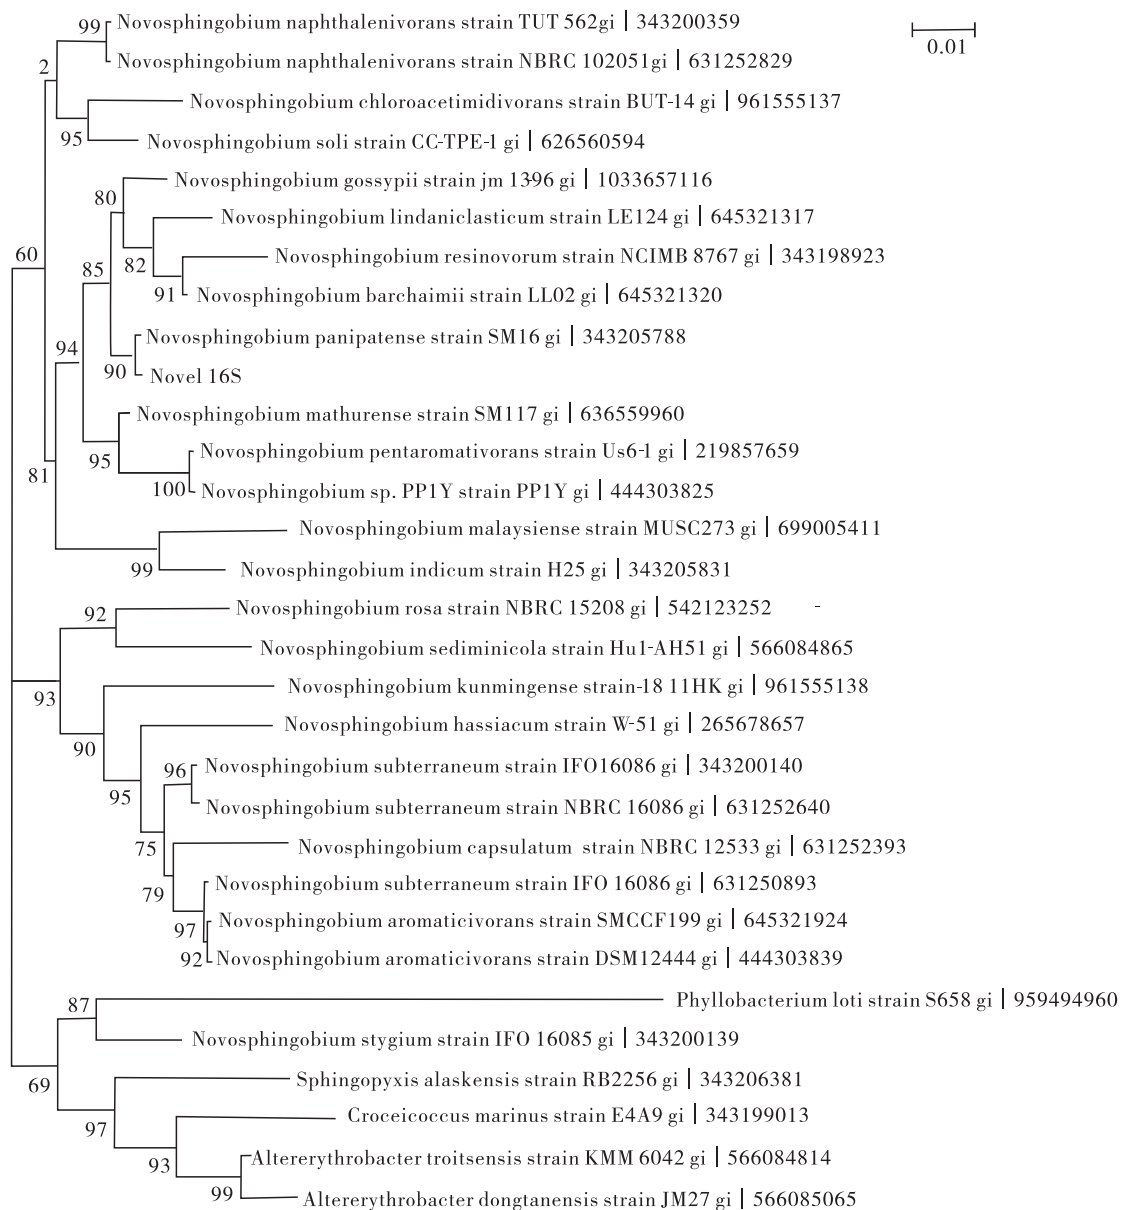 99 Novosphingobium naphthalenivorans strain TUT 562gi | 343200359
0.01
Novosphingobium naphthalenivorans strain NBRC 102051gi | 631252829
2
Novosphingobium chloroacetimidivorans strain BUT-14 gi | 961555137
95
Novosphingobium soli strain CC-TPE-1 gi | 626560594
Novosphingobium gossypii strain jm 1396 gi | 1033657116
80
Novosphingobium lindaniclasticum strain LE124 gi | 645321317
60
Novosphingobium resinovorum strain NCIMB 8767 gi | 343198923
82
85
91 Novosphingobium barchaimii strain LL02 gi | 645321320
Novosphingobium panipatense strain SM16 gi | 343205788
94
90
Novel 16S
Novosphingobium mathurense strain SM117 gi | 636559960
Novosphingobium pentaromativorans strain Us6-1 gi | 219857659
95
81
100 Novosphingobium sp. PP1Y strain PP1Y gi | 444303825
Novosphingobium malaysiense strain MUSC273 gi | 699005411
99
Novosphingobium indicum strain H25 gi | 343205831
92
Novosphingobium rosa strain NBRC 15208 gi | 542123252 -
Novosphingobium sediminicola strain Hu1-AH51 gi | 566084865
93
Novosphingobium kunmingense strain-18 11HK gi | 961555138
Novosphingobium hassiacum strain W-51 gi | 265678657
90
96 Novosphingobium subterraneum strain IFO16086 gi | 343200140
95
Novosphingobium subterraneum strain NBRC 16086 gi | 631252640
75
Novosphingobium capsulatum strain NBRC 12533 gi | 631252393
79
Novosphingobium subterraneum strain IFO 16086 gi | 631250893
97
Novosphingobium aromaticivorans strain SMCCF199 gi | 645321924
92 Novosphingobium aromaticivorans strain DSM12444 gi | 444303839
87
Phyllobacterium loti strain S658 gi | 959494960
Novosphingobium stygium strain IFO 16085 gi | 343200139
69
Sphingopyxis alaskensis strain RB2256 gi | 343206381
Croceicoccus marinus strain E4A9 gi | 343199013
97
Altererythrobacter troitsensis strain KMM 6042 gi | 566084814
93
99
Altererythrobacter dongtanensis strain JM27 gi | 566085065